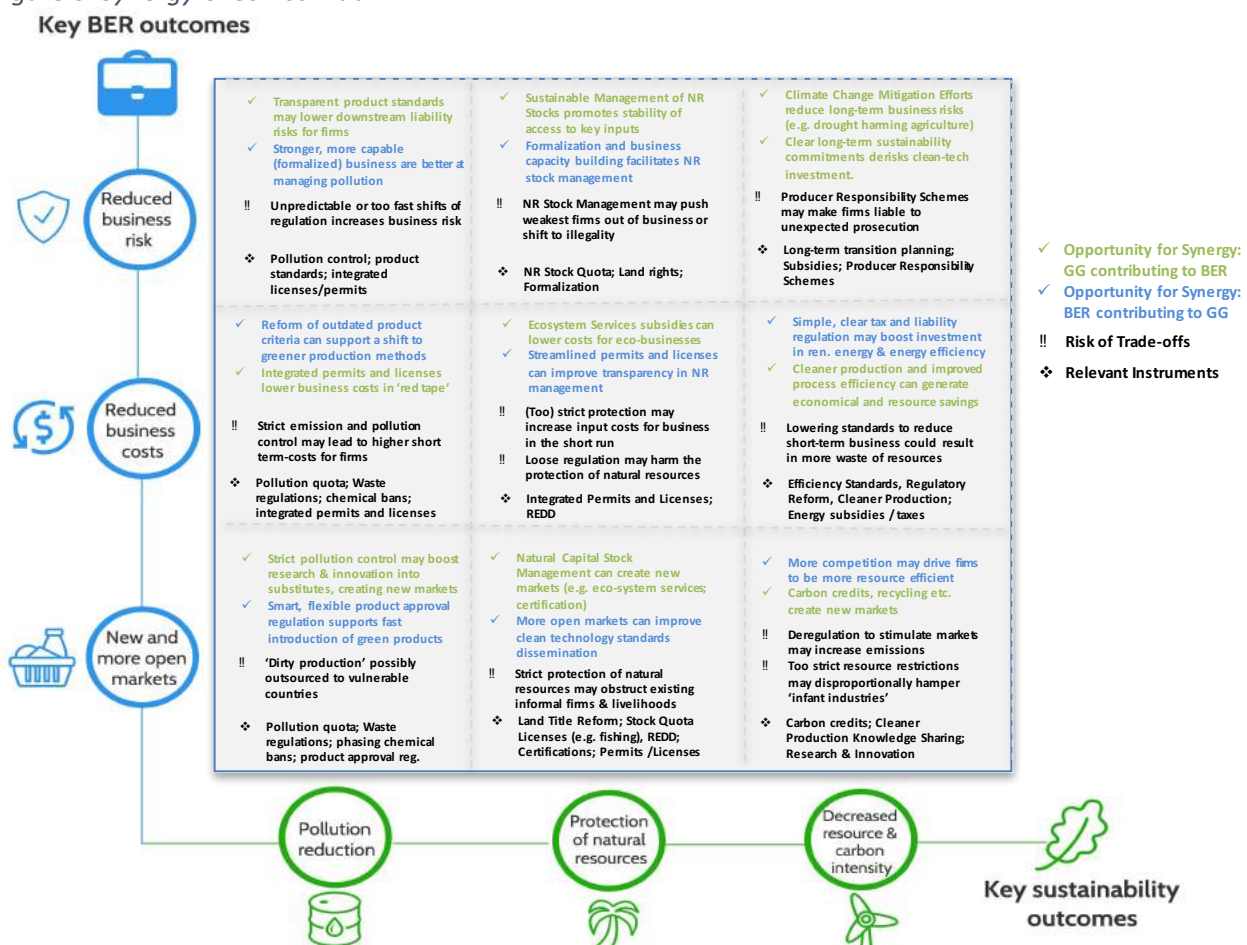 Key BER outcomes
✓ Transparent product standards
may lower downstream liability
risks for firms
✓ Stronger, more capable
(formalized) business are better at
managing pollution
‼ Unpredictable or too fast shifts of
regulation increases business risk
❖ Pollution control; product
standards; integrated
licenses/permits
✓ Sustainable Management of NR
Stocks promotes stability of
access to key inputs
✓ Formalization and business
capacity building facilitates NR
stock management
‼ NR Stock Management may push
weakest firms out of business or
shift to illegality
❖ NR Stock Quota; Land rights;
Formalization
✓ Climate Change Mitigation Efforts
reduce long-term business risks
(e.g. drought harming agriculture)
✓ Clear long-term sustainability
commitments derisks clean-tech
investment.
‼ Producer Responsibility Schemes
may make firms liable to
unexpected prosecution
❖ Long-term transition planning;
Subsidies; Producer Responsibility
Schemes
Reduced
business
risk
✓ Opportunity for Synergy:
GG contributing to BER
✓ Opportunity for Synergy:
BER contributing to GG
‼ Risk of Trade-offs
❖ Relevant Instruments
✓ Reform of outdated product
criteria can support a shift to
greener production methods
✓ Integrated permits and licenses
lower business costs in ‘red tape’
‼ Strict emission and pollution
control may lead to higher short
term-costs for firms
❖ Pollution quota; Waste
regulations; chemical bans;
integrated permits and licenses
✓ Ecosystem Services subsidies can
lower costs for eco-businesses
✓ Streamlined permits and licenses
can improve transparency in NR
management
‼ (Too) strict protection may
increase input costs for business
in the short run
‼ Loose regulation may harm the
protection of natural resources
❖ Integrated Permits and Licenses;
REDD
✓ Simple, clear tax and liability
regulation may boost investment
in ren. energy & energy efficiency
✓ Cleaner production and improved
process efficiency can generate
economical and resource savings
‼ Lowering standards to reduce
short-term business could result
in more waste of resources
❖ Efficiency Standards, Regulatory
Reform, Cleaner Production;
Energy subsidies / taxes
Reduced
business
costs
✓ Strict pollution control may boost
research & innovation into
substitutes, creating new markets
✓ Smart, flexible product approval
regulation supports fast
introduction of green products
‼ ‘Dirty production’ possibly
outsourced to vulnerable
countries
❖ Pollution quota; Waste
regulations; phasing chemical
bans; product approval reg.
✓ Natural Capital Stock
Management can create new
markets (e.g. eco-system services;
certification)
✓ More open markets can improve
clean technology standards
dissemination
‼ Strict protection of natural
resources may obstruct existing
informal firms & livelihoods
❖ Land Title Reform; Stock Quota
Licenses (e.g. fishing), REDD;
Certifications; Permits /Licenses
✓ More competition may drive firms
to be more resource efficient
✓ Carbon credits, recycling etc.
create new markets
‼ Deregulation to stimulate markets
may increase emissions
‼ Too strict resource restrictions
may disproportionally hamper
‘infant industries’
❖ Carbon credits; Cleaner
Production Knowledge Sharing;
Research & Innovation
New and
more open
markets
Pollution
reduction
Protection
of natural
resources
Decreased
resource &
carbon
intensity
Key sustainability
outcomes